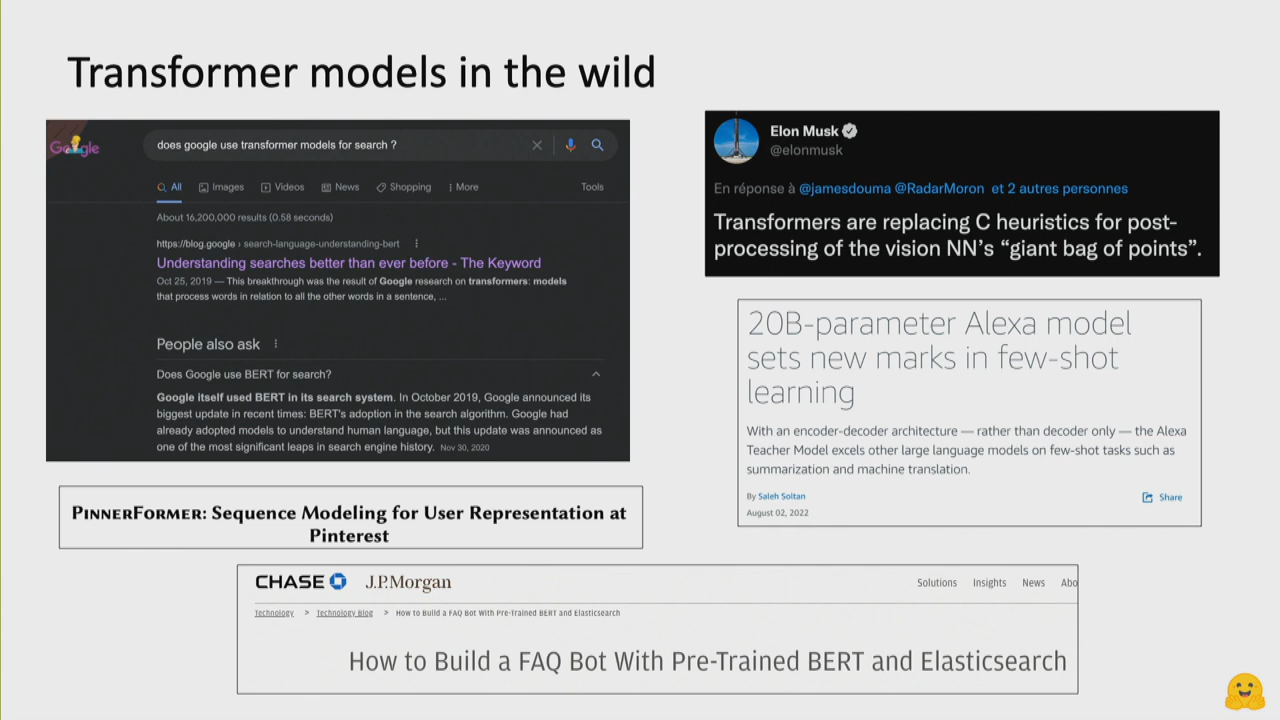 Transformer models in the wild
Google
does google use transformer models for search ?
All
Images
Videos
News
Shopping
More
Tools
About 16,200,000 results (0.58 seconds)
https://blog.google › search-language-understanding-bert
Understanding searches better than ever before - The Keyword
Oct 25, 2019 — This breakthrough was the result of Google research on transformers: models
that process words in relation to all the other words in a sentence, ...
People also ask
Does Google use BERT for search?
Google itself used BERT in its search system. In October 2019, Google announced its
biggest update in recent times: BERT's adoption in the search algorithm. Google had
already adopted models to understand human language, but this update was announced as
one of the most significant leaps in search engine history. Nov 30, 2020
Elon Musk
@elonmusk
En réponse à @jamesdouma @RadarMoron et 2 autres personnes
Transformers are replacing C heuristics for post-
processing of the vision NN’s “giant bag of points”.
20B-parameter Alexa model
sets new marks in few-shot
learning
With an encoder-decoder architecture — rather than decoder only — the Alexa
Teacher Model excels other large language models on few-shot tasks such as
summarization and machine translation.
By Saleh Soltan
Share
August 02, 2022
PINNERFORMER: Sequence Modeling for User Representation at
Pinterest
CHASE J.P.Morgan
Solutions
Insights
News
Abo
Technology > Technology Blog > How to Build a FAQ Bot With Pre-Trained BERT and Elasticsearch
How to Build a FAQ Bot With Pre-Trained BERT and Elasticsearch